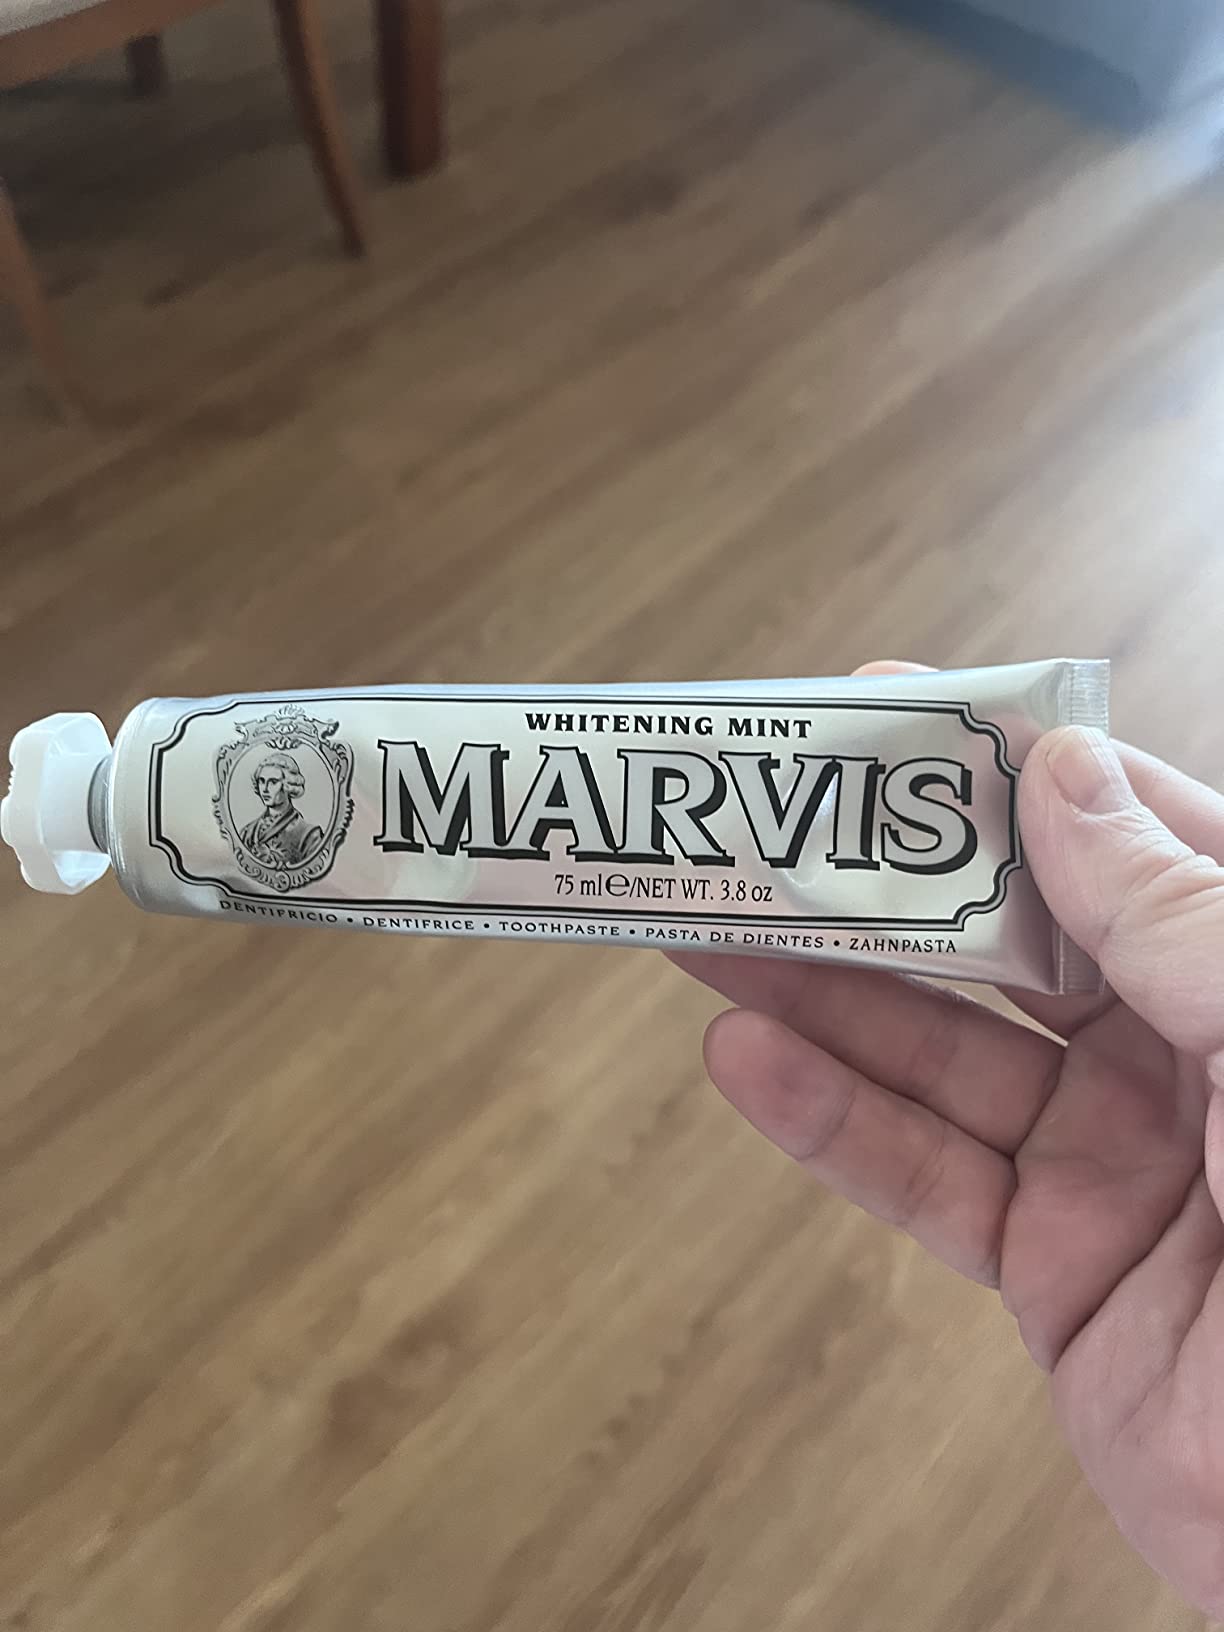 WHITENING MINT
MARVIS
75 ml℮/NET WT. 3.8 oz
DENTIFRICIO • DENTIFRICE • TOOTHPASTE • PASTA DE DIENTES • ZAHNPASTA